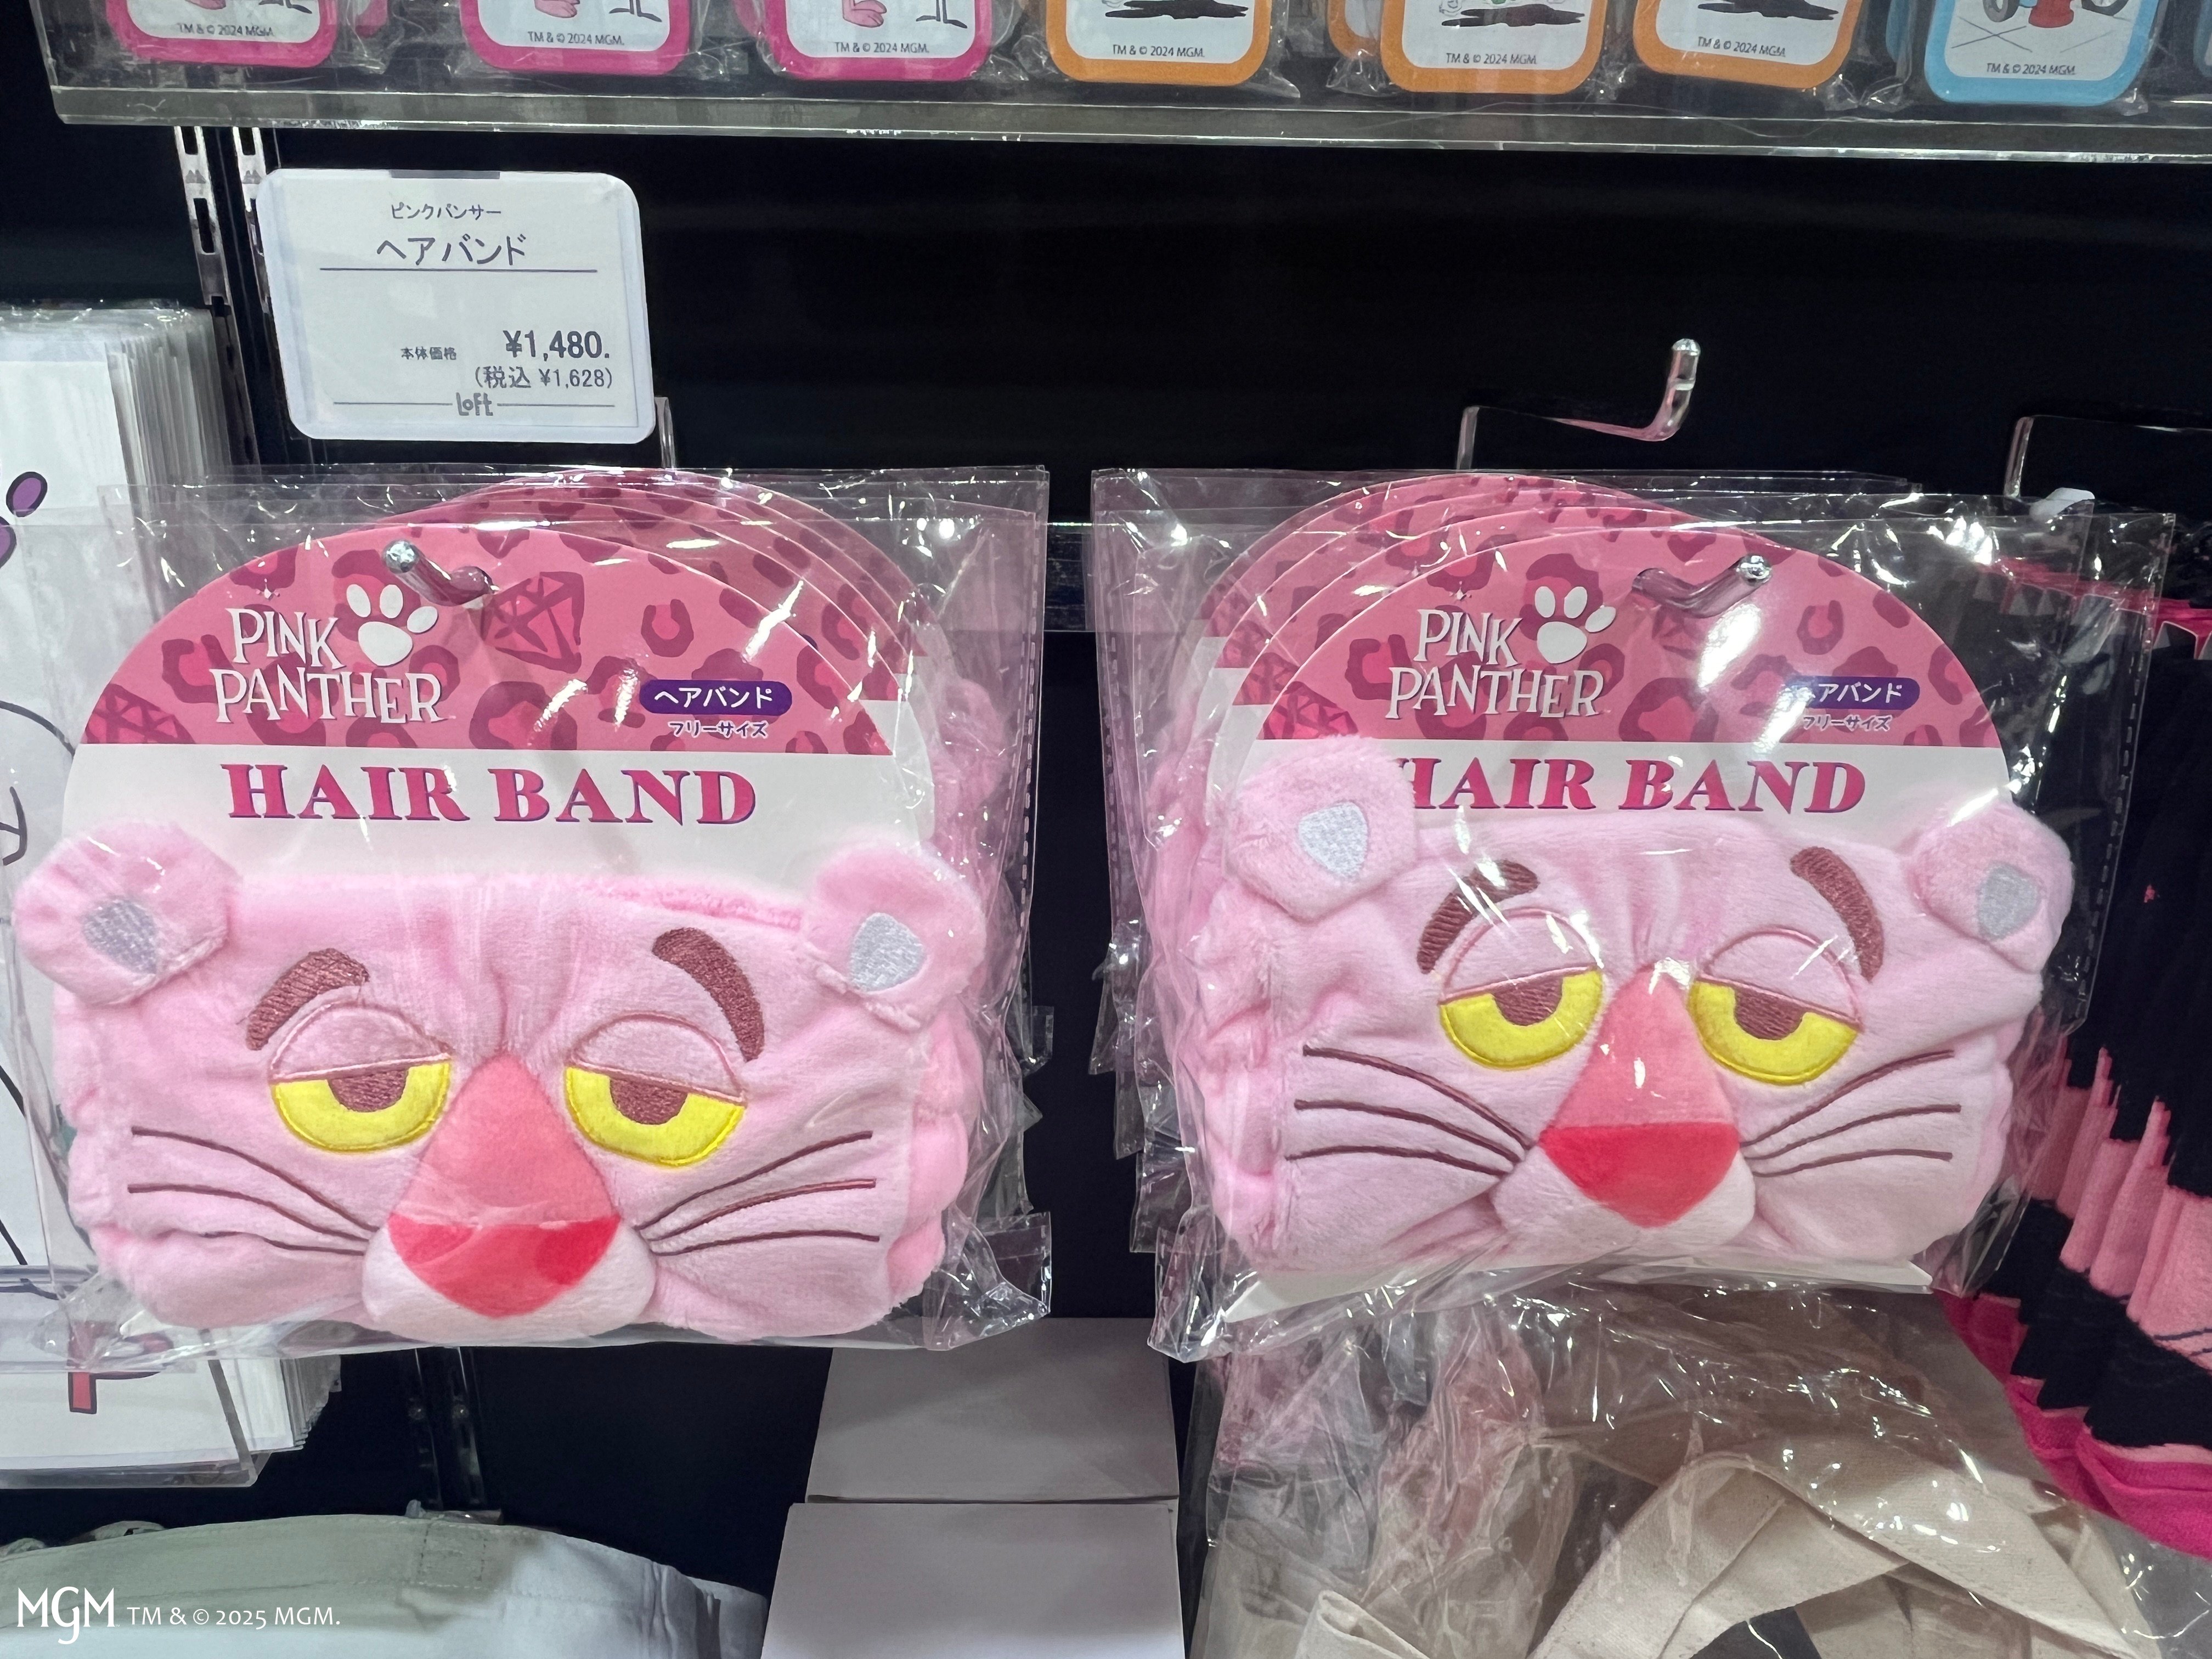 TM & © 2024 MGM.
TM & © 2024 MGM.
TM & © 2024 MGM.
TM & © 2024 MGM.
TM & © 2024 MGM.
TM & © 2024 MGM.
TM & © 2024 MGM.
ピンクパンサー
ヘアバンド
本体価格 ¥1,480.
(税込 ¥1,628)
Loft
PINK
PANTHER
ヘアバンド
フリーサイズ
HAIR BAND
PINK
PANTHER
ヘアバンド
フリーサイズ
HAIR BAND
MGM TM & © 2025 MGM.